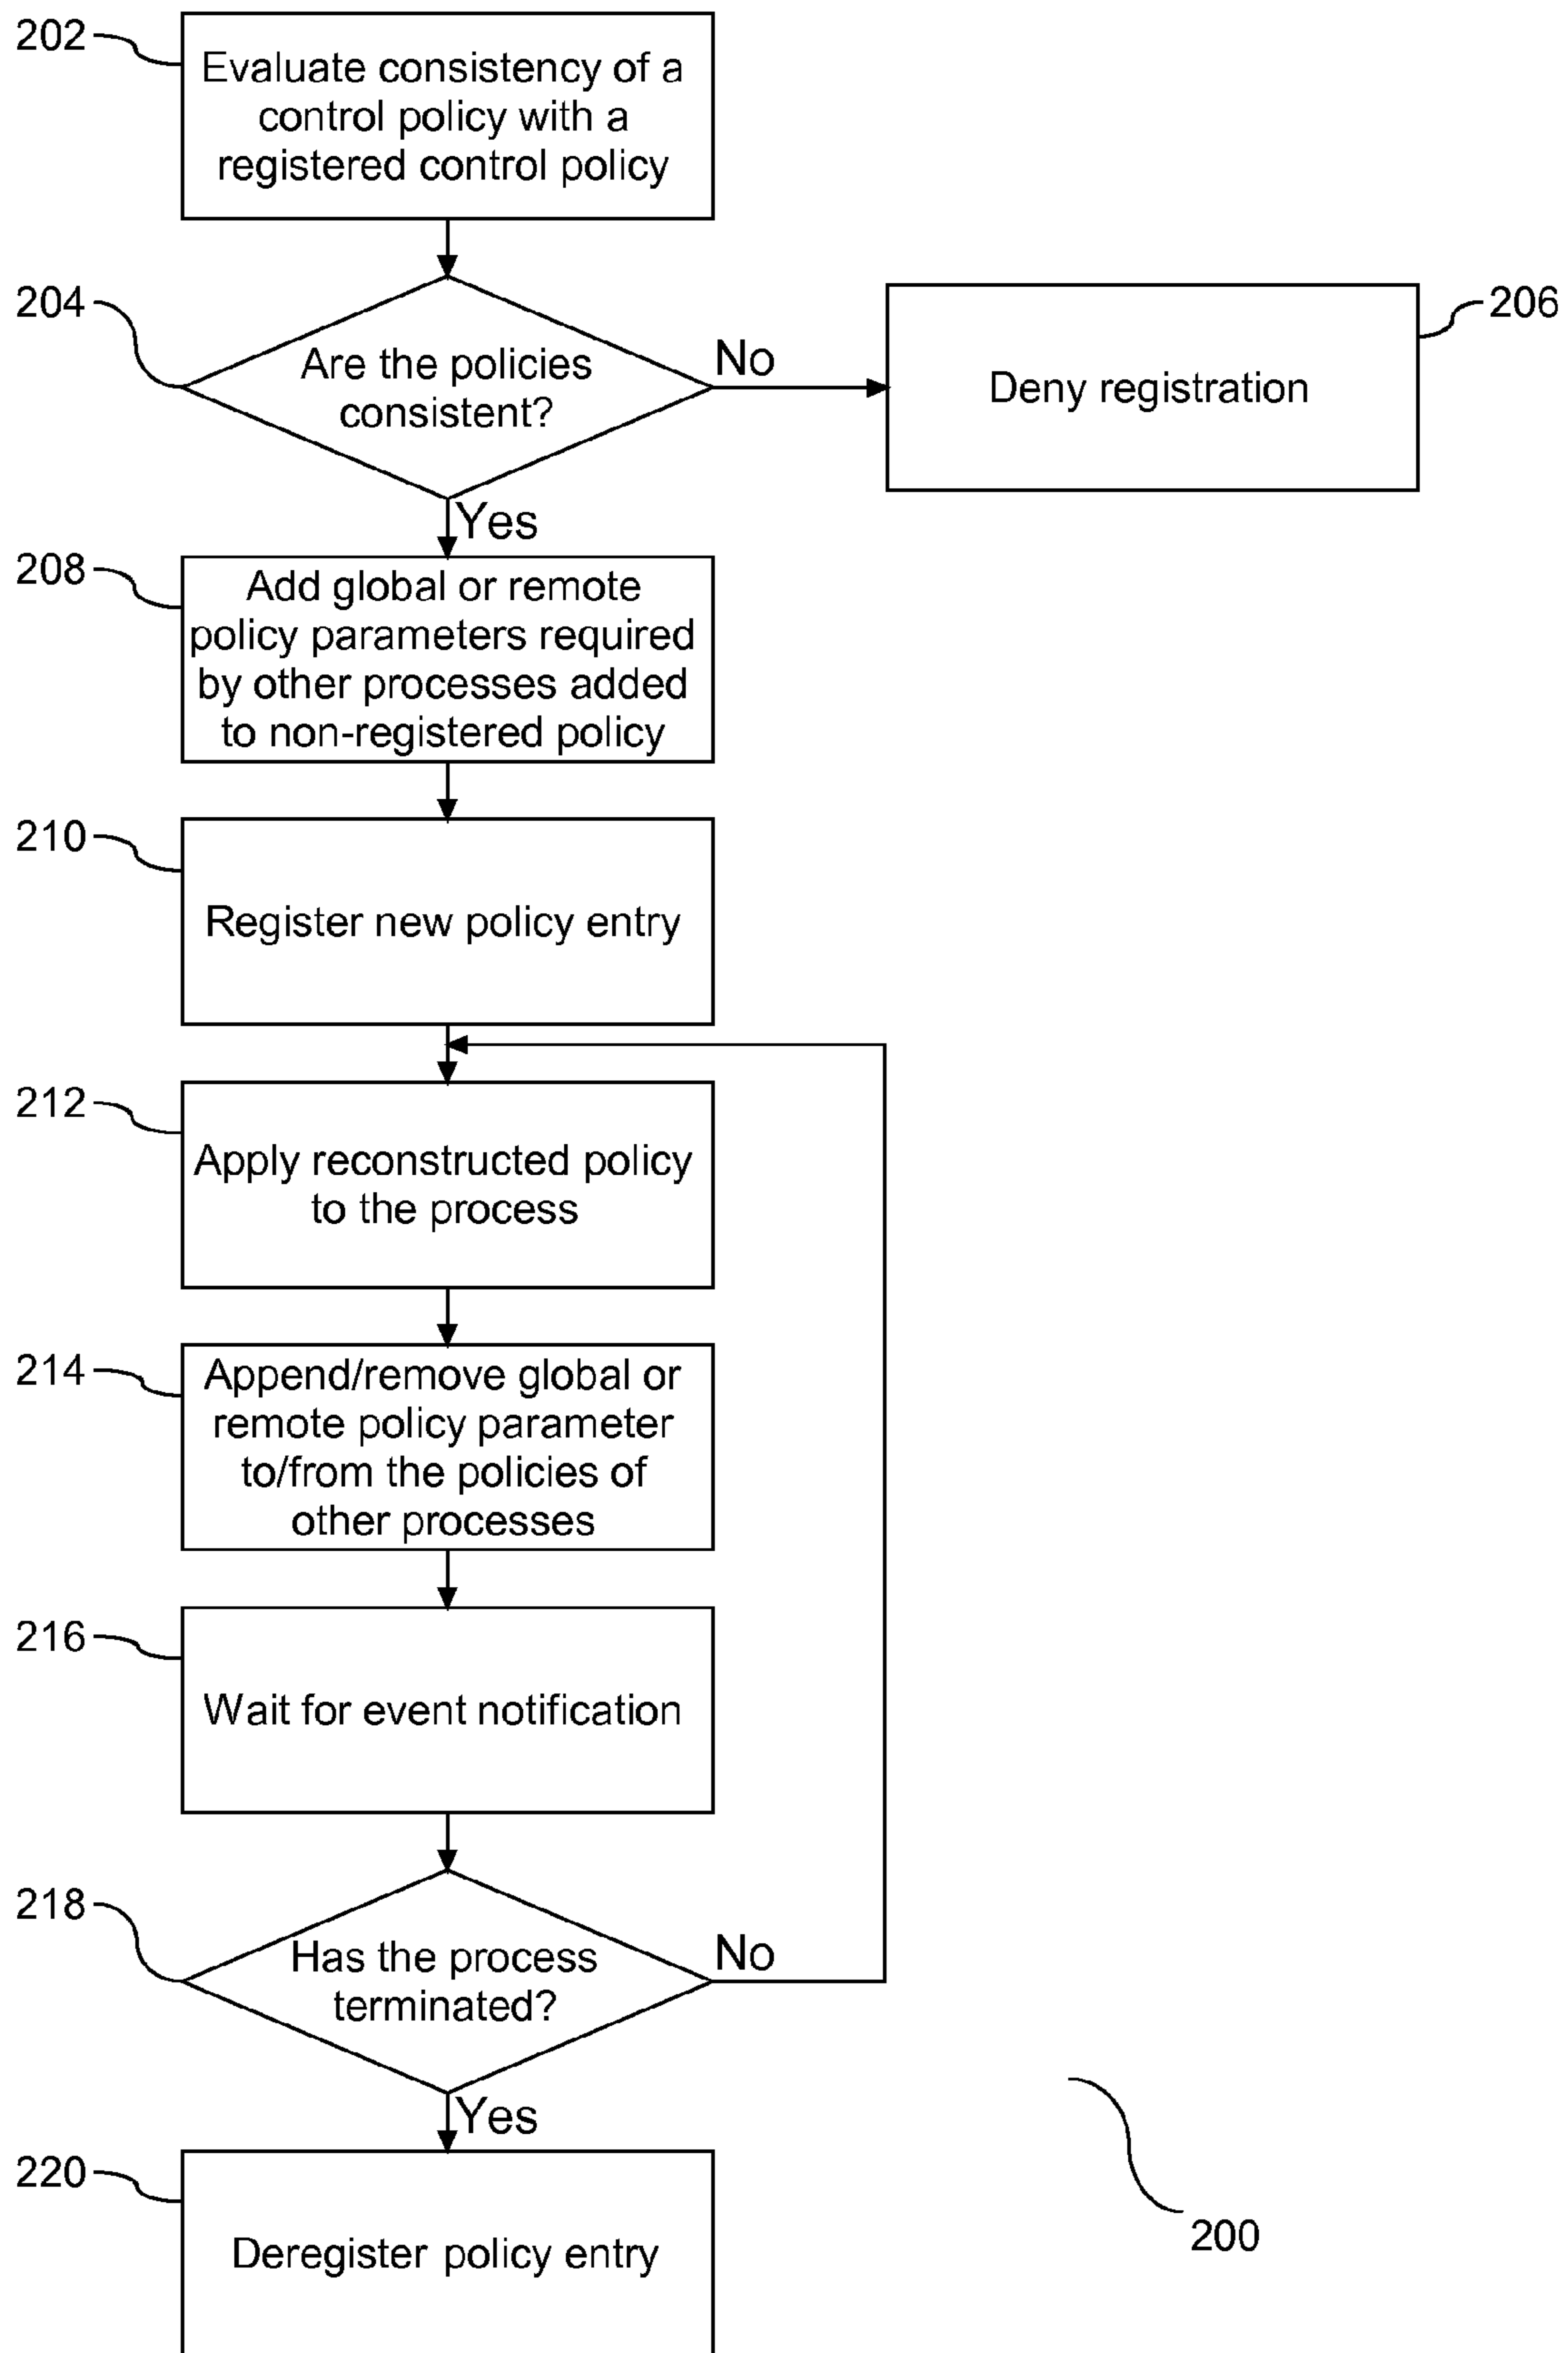 202
Evaluate consistency of a
control policy with a
registered control policy
204
Are the policies
consistent?
No
206
Deny registration
Yes
208
Add global or remote
policy parameters required
by other processes added
to non-registered policy
210
Register new policy entry
212
Apply reconstructed policy
to the process
214
Append/remove global or
remote policy parameter
to/from the policies of
other processes
216
Wait for event notification
218
Has the process
terminated?
No
Yes
220
Deregister policy entry
200